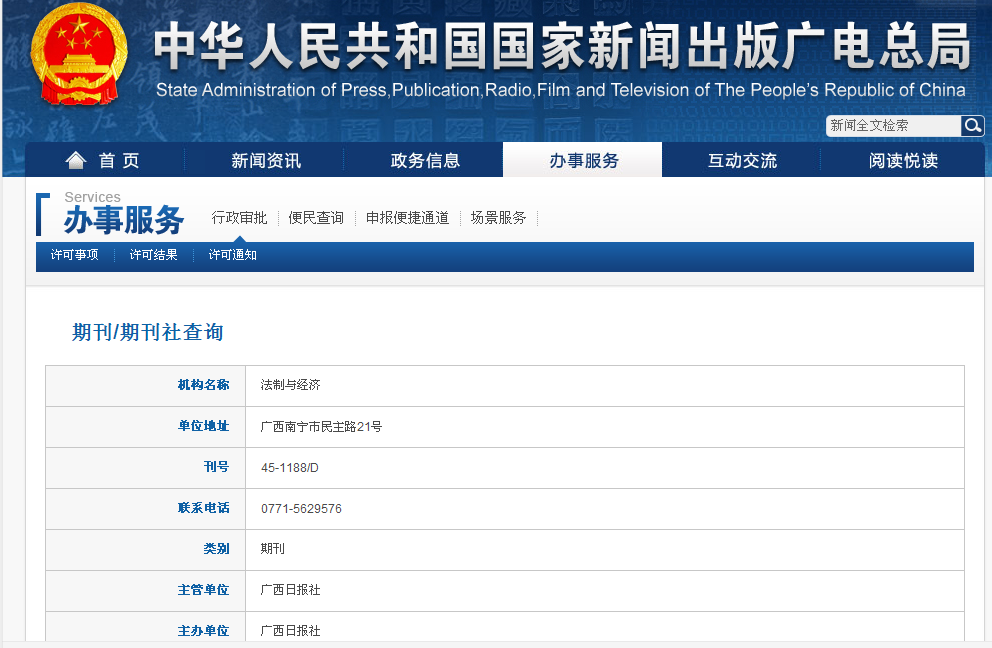 中华人民共和国国家新闻出版广电总局
State Administration of Press,Publication,Radio,Film and Television of The People's Republic of China
新闻全文检索
首 页 新闻资讯 政务信息 办事服务 互动交流 阅读悦读
Services
办事服务 行政审批 便民查询 申报便捷通道 场景服务
许可事项 许可结果 许可通知
期刊/期刊社查询
机构名称 法制与经济
单位地址 广西南宁市民主路21号
刊号 45-1188/D
联系电话 0771-5629576
类别 期刊
主管单位 广西日报社
主办单位 广西日报社